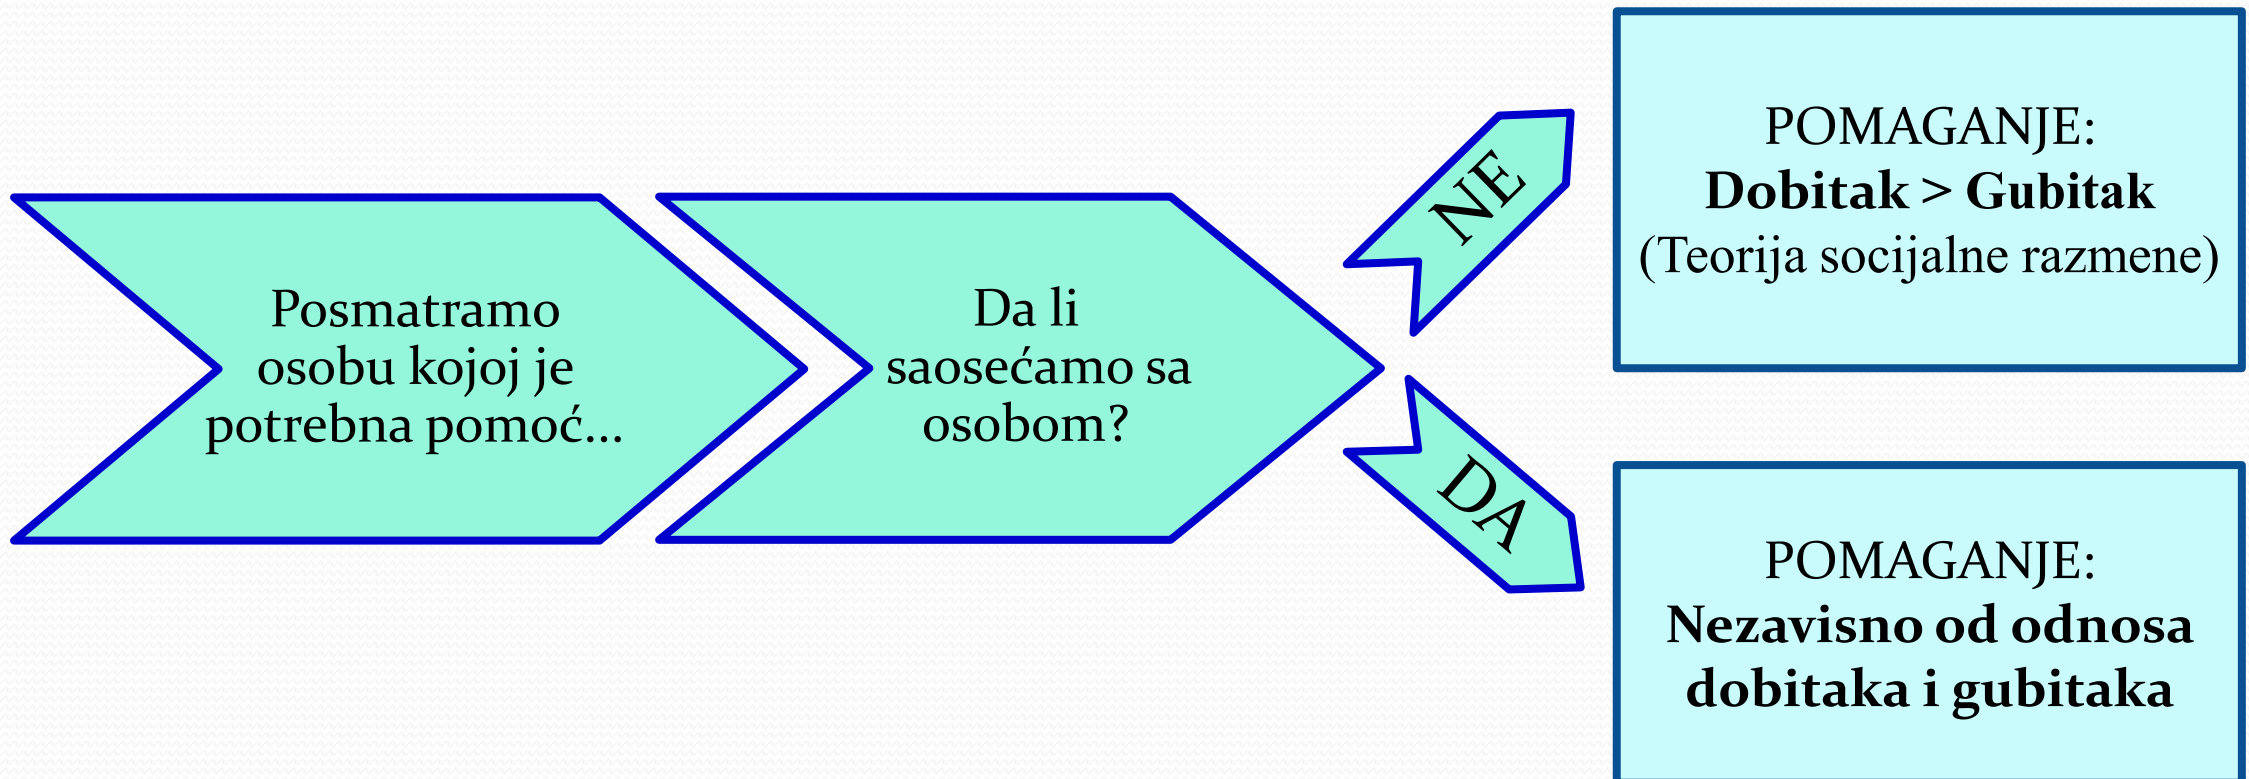 Posmatramo
osobu kojoj je
potrebna pomoć...
Da li
saosećamo sa
osobom?
NE
DA
POMAGANJE:
Dobitak > Gubitak
(Teorija socijalne razmene)
POMAGANJE:
Nezavisno od odnosa
dobitaka i gubitaka